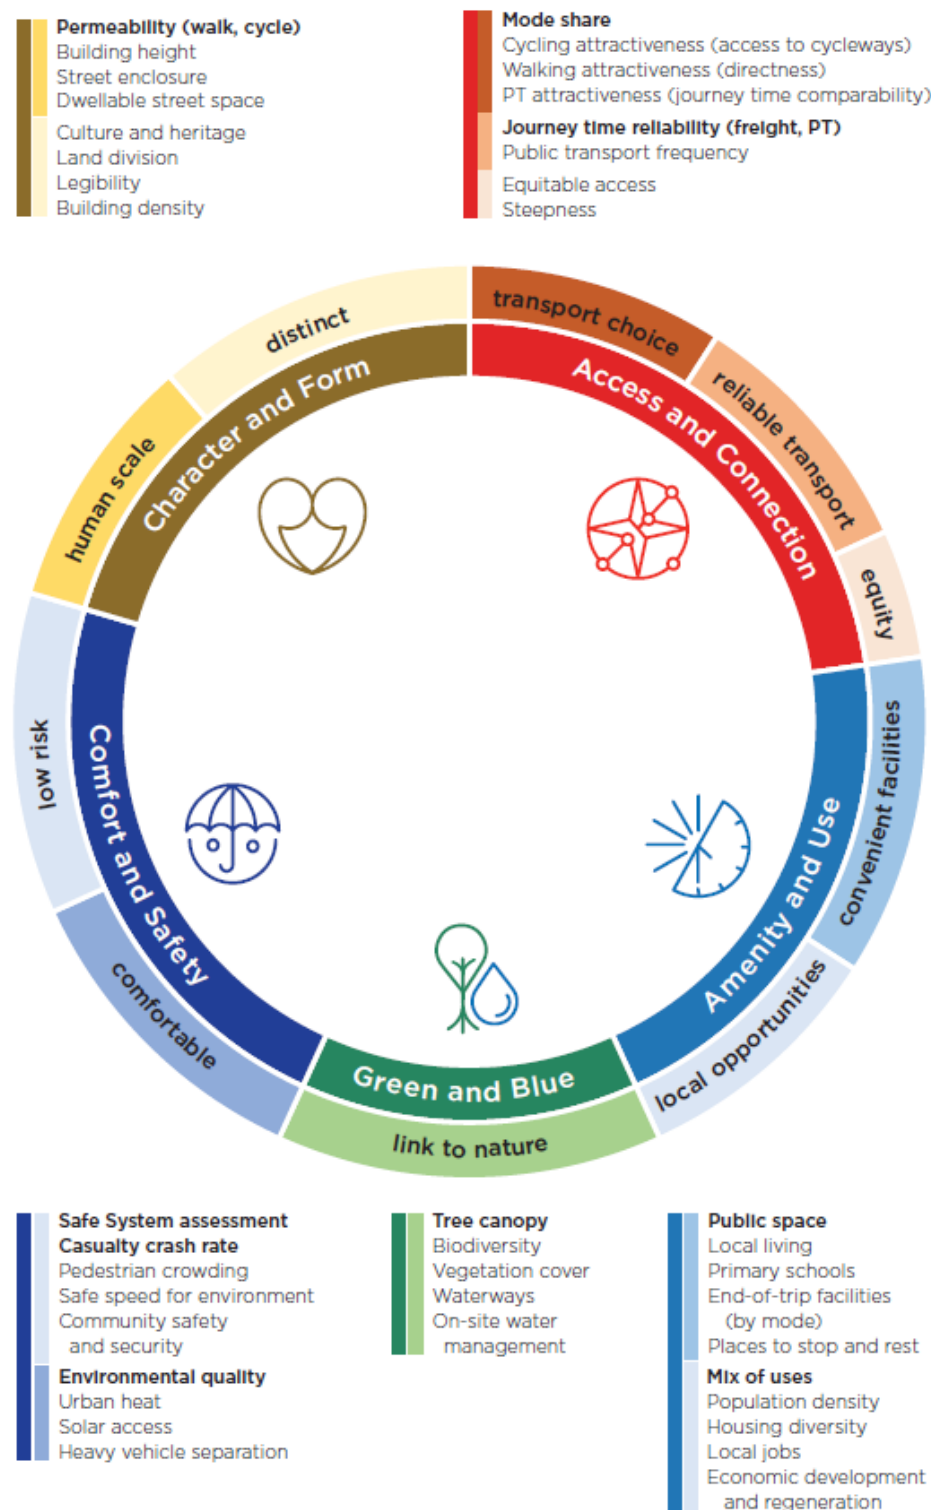 Permeability (walk, cycle)
Building height
Street enclosure
Dwellable street space
Culture and heritage
Land division
Legibility
Building density
Mode share
Cycling attractiveness (access to cycleways)
Walking attractiveness (directness)
PT attractiveness (journey time comparability)
Journey time reliability (freight, PT)
Public transport frequency
Equitable access
Steepness
distinct
transport choice
Character and Form
Access and Connection
reliable transport
human scale
equity
low risk
Comfort and Safety
convenient facilities
Amenity and Use
comfortable
local opportunities
Green and Blue
link to nature
Safe System assessment
Casualty crash rate
Pedestrian crowding
Safe speed for environment
Community safety
and security
Environmental quality
Urban heat
Solar access
Heavy vehicle separation
Tree canopy
Biodiversity
Vegetation cover
Waterways
On-site water
management
Public space
Local living
Primary schools
End-of-trip facilities
(by mode)
Places to stop and rest
Mix of uses
Population density
Housing diversity
Local jobs
Economic development
and regeneration